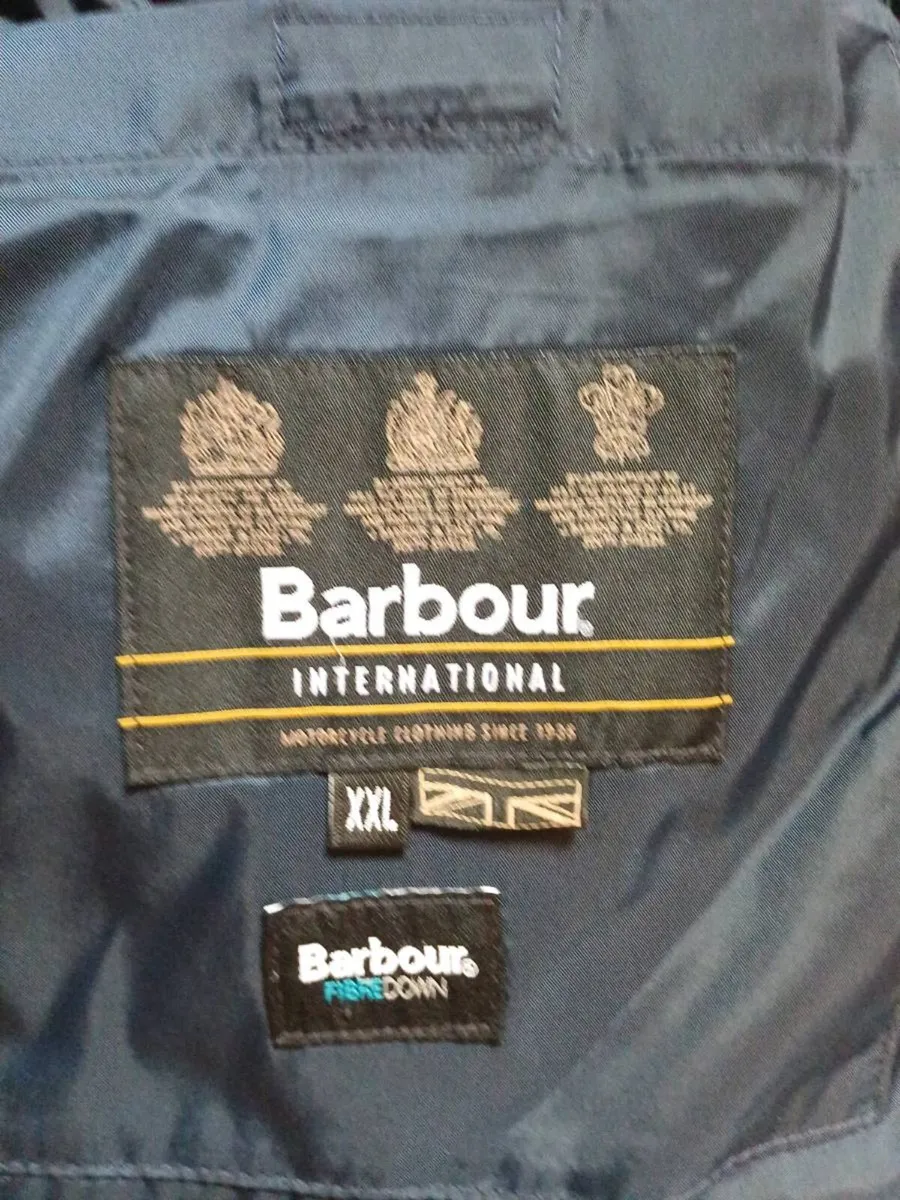 Barbour
INTERNATIONAL
MOTORCYCLE CLOTHING SINCE 1936
XXL
Barbour
FIBREDOWN